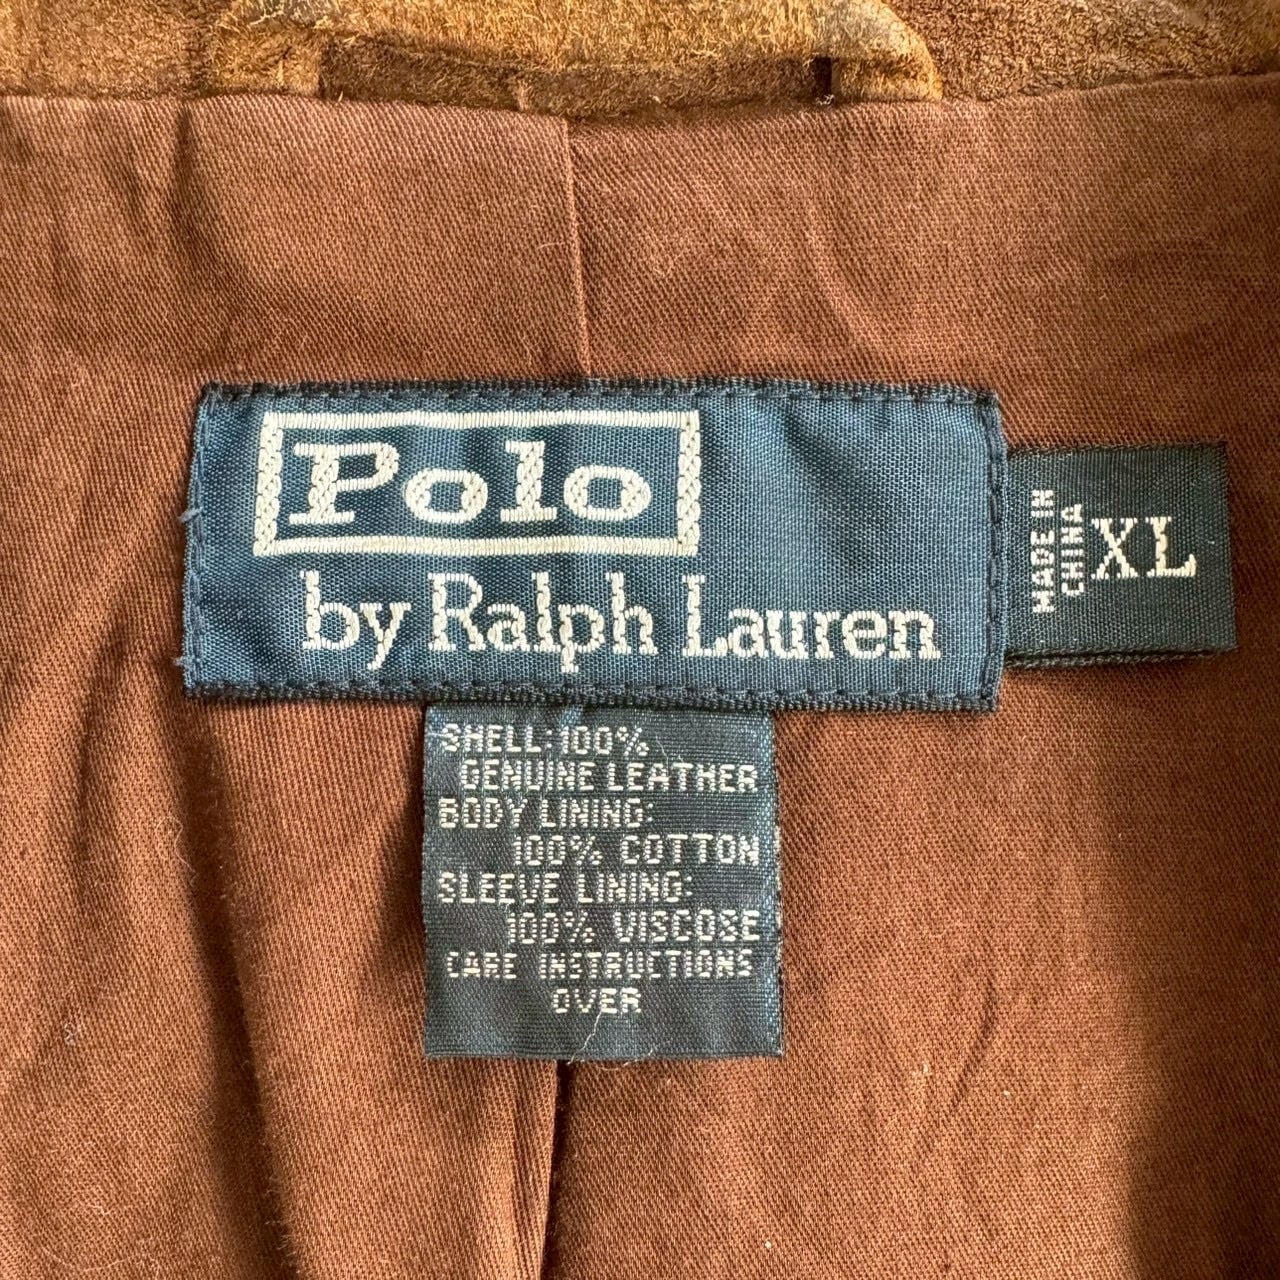 Polo
by Ralph Lauren
MADE IN
CHINA
XL
SHELL: 100%
GENUINE LEATHER
BODY LINING:
100% COTTON
SLEEVE LINING:
100% VISCOSE
CARE INSTRUCTIONS
OVER